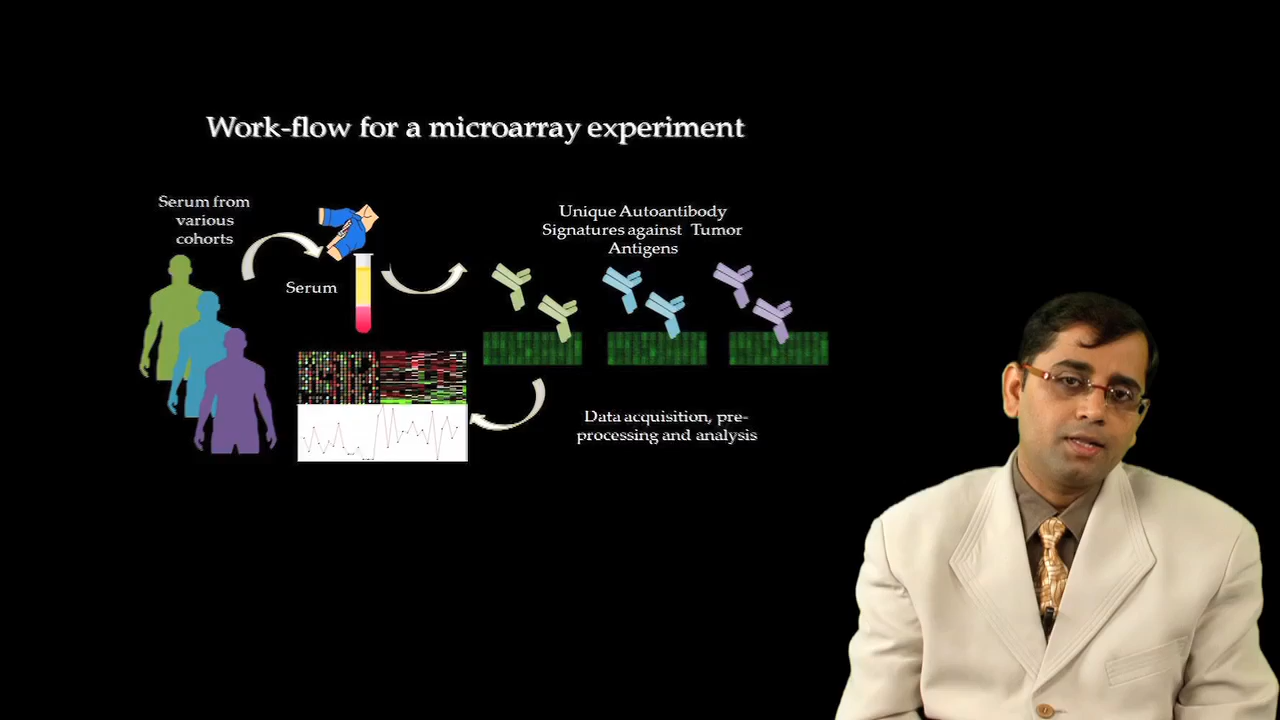 Work-flow for a microarray experiment
Serum from
various
cohorts
Serum
Unique Autoantibody
Signatures against Tumor
Antigens
Data acquisition, pre-
processing and analysis